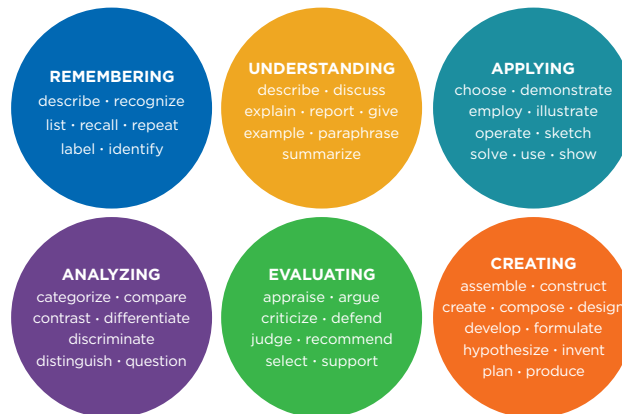 REMEMBERING
describe · recognize
list · recall · repeat
label · identify
UNDERSTANDING
describe · discuss
explain · report · give
example · paraphrase
summarize
APPLYING
choose · demonstrate
employ · illustrate
operate · sketch
solve · use · show
ANALYZING
categorize · compare
contrast · differentiate
discriminate
distinguish · question
EVALUATING
appraise · argue
criticize · defend
judge · recommend
select · support
CREATING
assemble · construct
create · compose · design
develop · formulate
hypothesize · invent
plan · produce